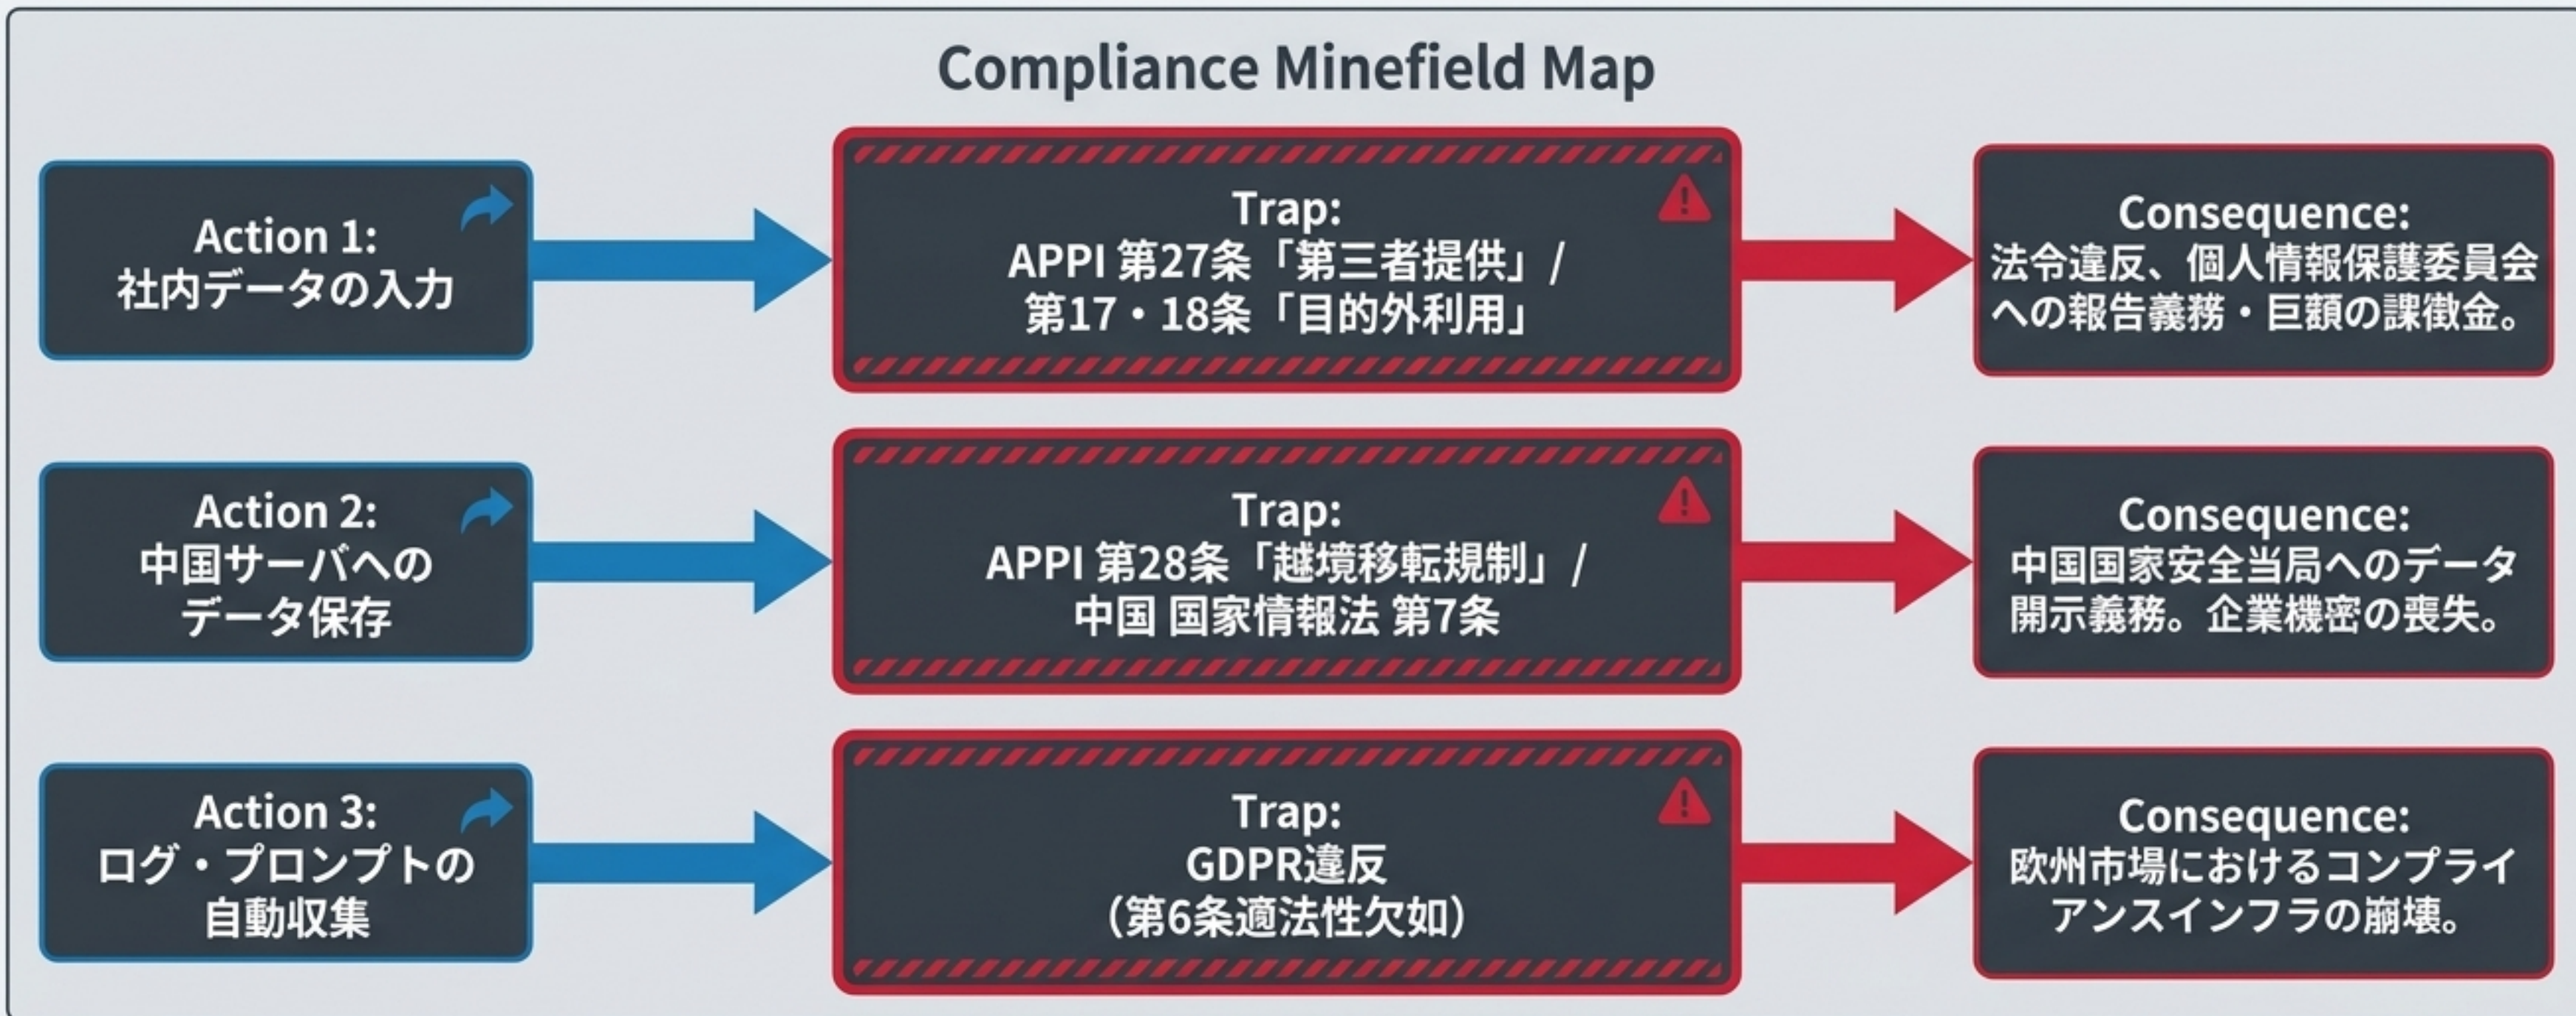 Compliance Minefield Map
Action 1:
社内データの入力
Trap:
APPI 第27条「第三者提供」/
第17・18条「目的外利用」
Consequence:
法令違反、個人情報保護委員会
への報告義務・巨額の課徴金。
Action 2:
中国サーバへの
データ保存
Trap:
APPI 第28条「越境移転規制」/
中国 国家情報法 第7条
Consequence:
中国国家安全当局へのデータ
開示義務。企業機密の喪失。
Action 3:
ログ・プロンプトの
自動収集
Trap:
GDPR違反
（第6条適法性欠如）
Consequence:
欧州市場におけるコンプライ
アンスインフラの崩壊。